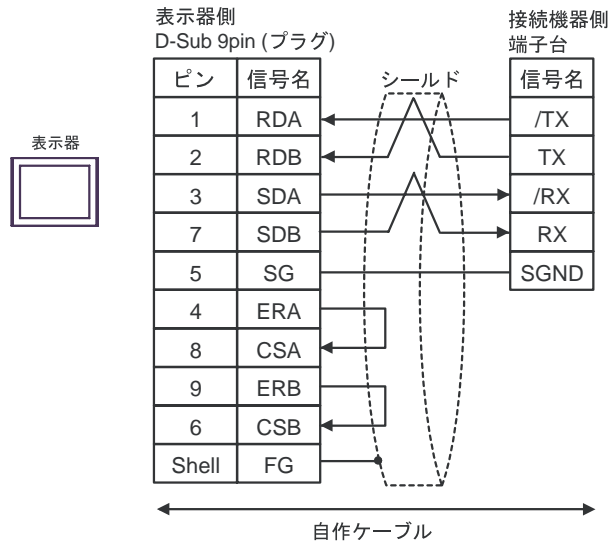 表示器側
D-Sub 9pin (プラグ)
接続機器側
端子台
表示器
シールド
ピン 信号名 信号名
1 RDA /TX
2 RDB TX
3 SDA /RX
7 SDB RX
5 SG SGND
4 ERA
8 CSA
9 ERB
6 CSB
Shell FG
自作ケーブル